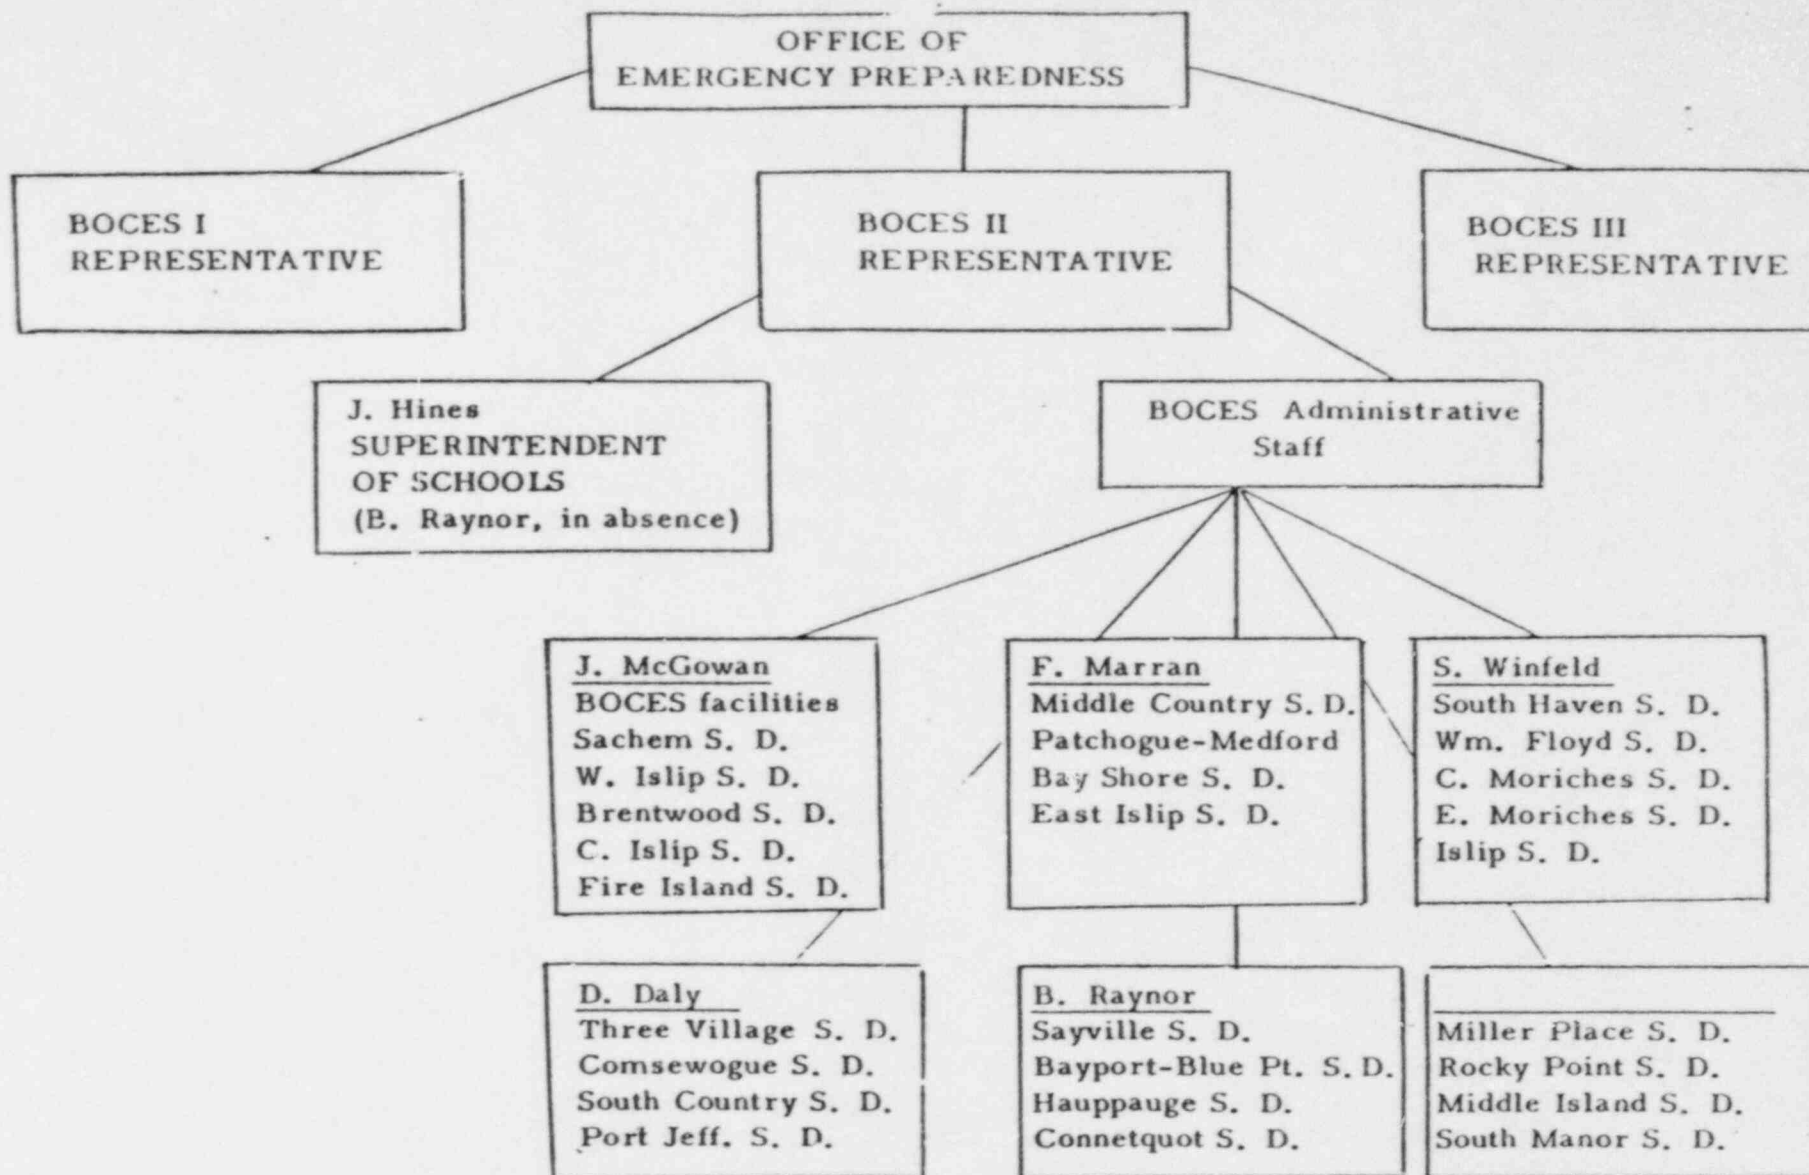 OFFICE OF
EMERGENCY PREPAREDNESS
BOCES I
REPRESENTATIVE
BOCES II
REPRESENTATIVE
BOCES III
REPRESENTATIVE
J. Hines
SUPERINTENDENT
OF SCHOOLS
(B. Raynor, in absence)
BOCES Administrative
Staff
J. McGowan
BOCES facilities
Sachem S. D.
W. Islip S. D.
Brentwood S. D.
C. Islip S. D.
Fire Island S. D.
F. Marran
Middle Country S. D.
Patchogue-Medford
Bay Shore S. D.
East Islip S. D.
S. Winfeld
South Haven S. D.
Wm. Floyd S. D.
C. Moriches S. D.
E. Moriches S. D.
Islip S. D.
D. Daly
Three Village S. D.
Comsewogue S. D.
South Country S. D.
Port Jeff. S. D.
B. Raynor
Sayville S. D.
Bayport-Blue Pt. S. D.
Hauppauge S. D.
Connetquot S. D.
Miller Place S. D.
Rocky Point S. D.
Middle Island S. D.
South Manor S. D.